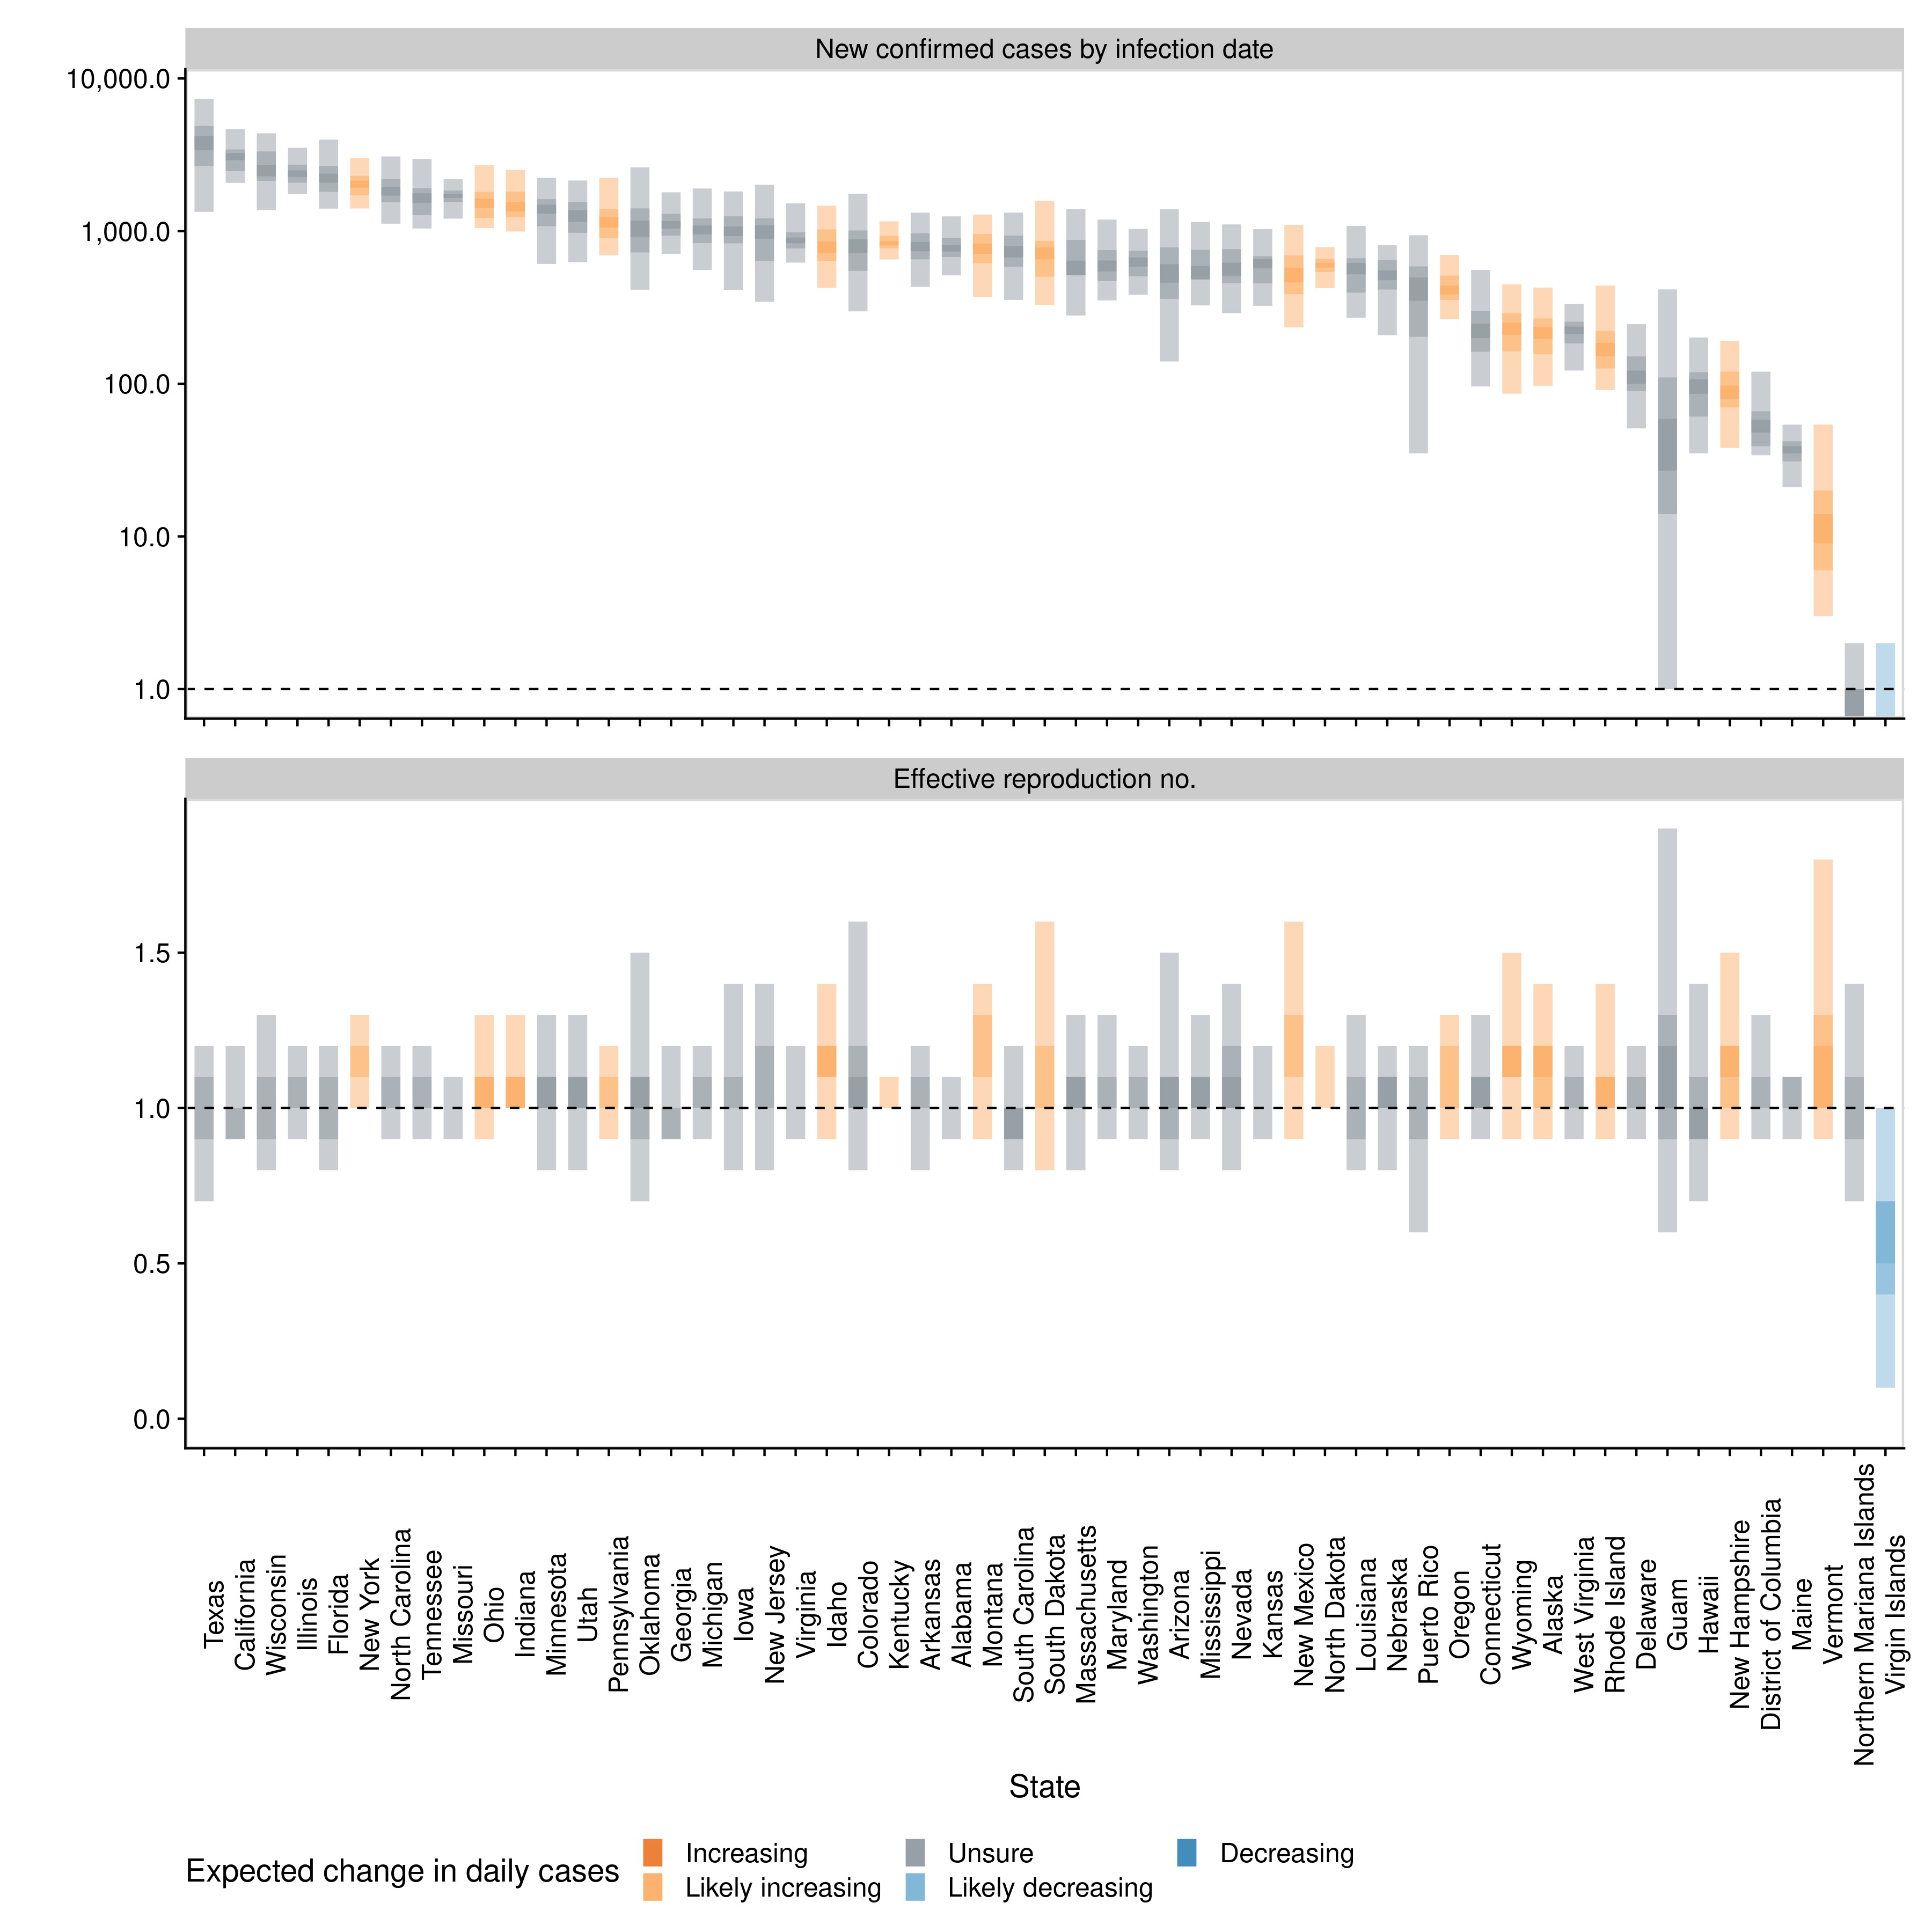 New confirmed cases by infection date
10,000.0
1,000.0
100.0
10.0
1.0
Effective reproduction no.
1.5
1.0
0.5
0.0
Texas
California
Wisconsin
Illinois
Florida
New York
North Carolina
Tennessee
Missouri
Ohio
Indiana
Minnesota
Utah
Pennsylvania
Oklahoma
Georgia
Michigan
Iowa
New Jersey
Virginia
Idaho
Colorado
Kentucky
Arkansas
Alabama
Montana
South Carolina
South Dakota
Massachusetts
Maryland
Washington
Arizona
Mississippi
Nevada
Kansas
New Mexico
North Dakota
Louisiana
Nebraska
Puerto Rico
Oregon
Connecticut
Wyoming
Alaska
West Virginia
Rhode Island
Delaware
Guam
Hawaii
New Hampshire
District of Columbia
Maine
Vermont
Northern Mariana Islands
Virgin Islands
State
Expected change in daily cases
Increasing
Likely increasing
Unsure
Likely decreasing
Decreasing